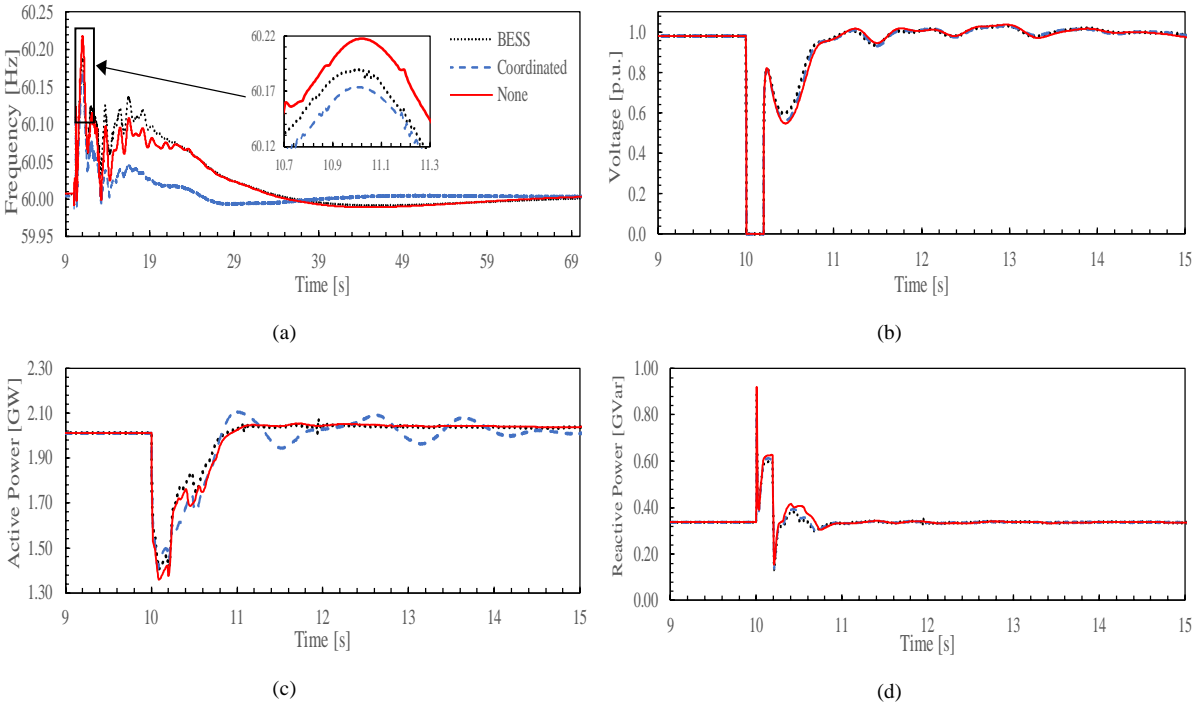 60.25
60.20
60.15
60.10
60.05
60.00
59.95
Frequency [Hz]
9 19 29 39 49 59 69
Time [s]
60.22
60.17
60.12
10.7 10.9 11.1 11.3
BESS
Coordinated
None
(a)
1.0
0.8
0.6
0.4
0.2
0.0
Voltage [p.u.]
9 10 11 12 13 14 15
Time [s]
(b)
2.30
2.10
1.90
1.70
1.50
1.30
Active Power [GW]
9 10 11 12 13 14 15
Time [s]
(c)
1.00
0.80
0.60
0.40
0.20
0.00
Reactive Power [GVar]
9 10 11 12 13 14 15
Time [s]
(d)